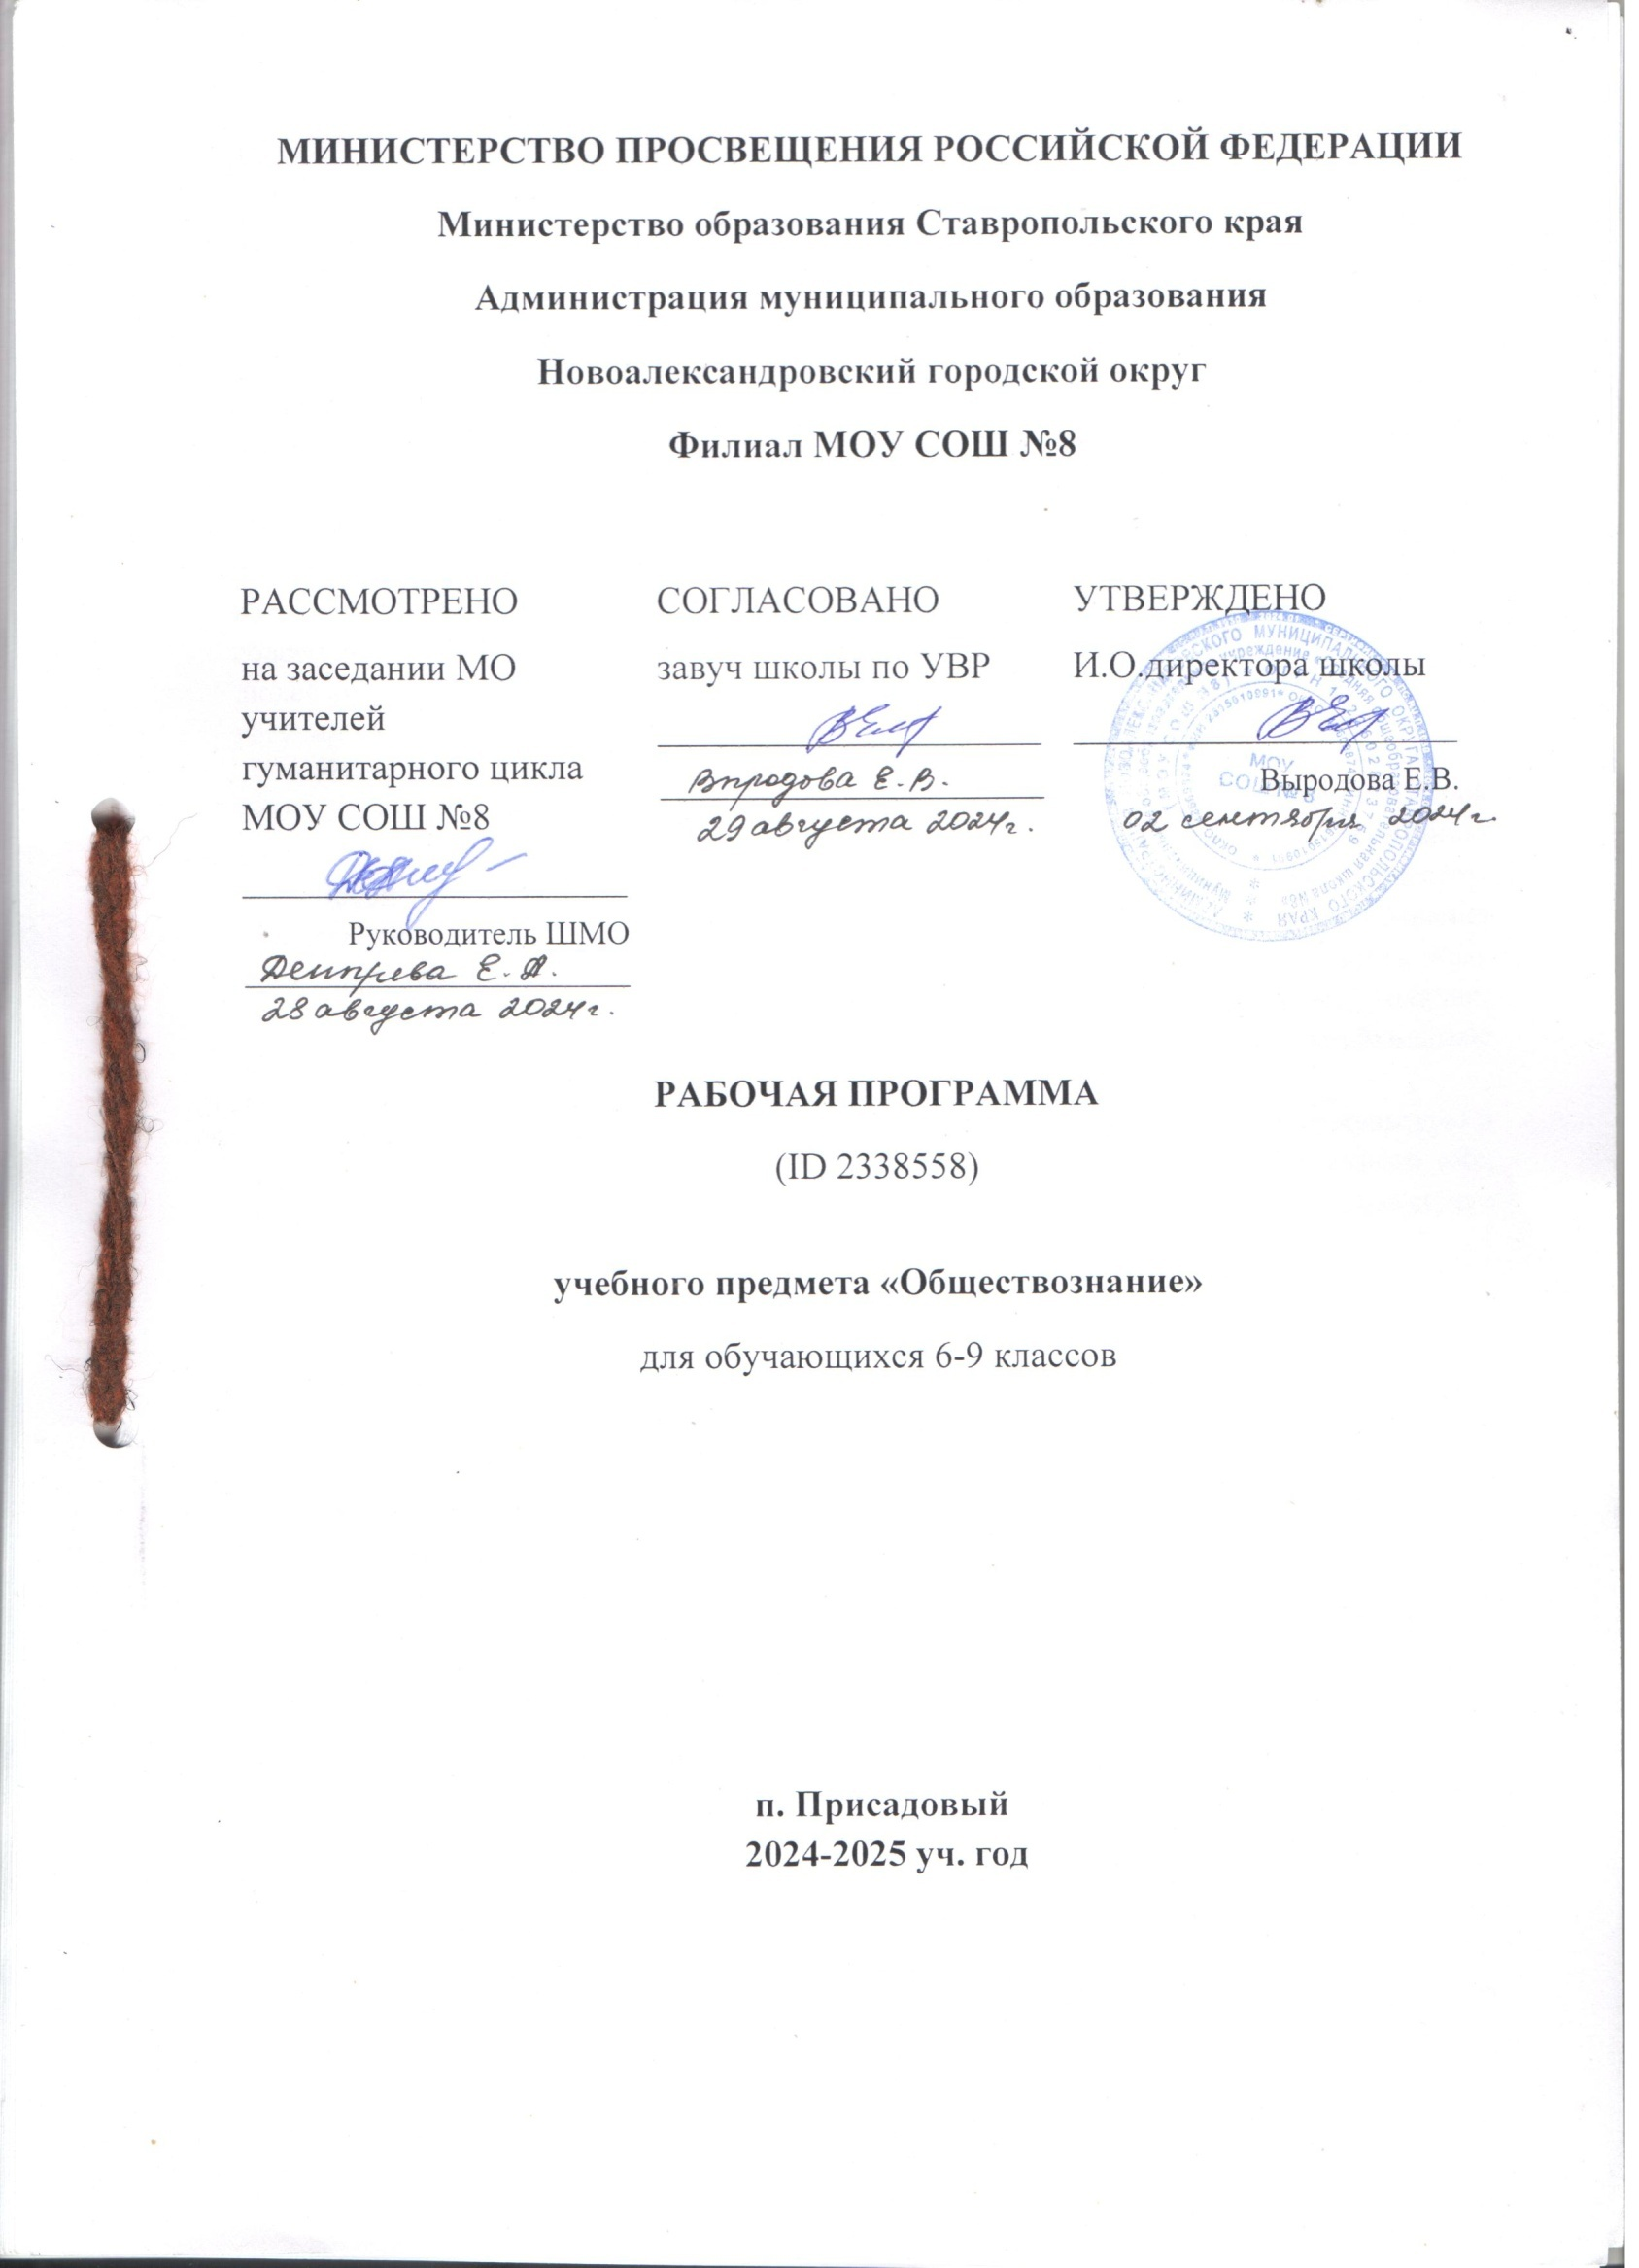 МИНИСТЕРСТВО ПРОСВЕЩЕНИЯ РОССИЙСКОЙ ФЕДЕРАЦИИ
Министерство образования Ставропольского края
Администрация муниципального образования
Новоалександровский городской округ
Филиал МОУ СОШ №8
РАССМОТРЕНО
на заседании МО
учителей
гуманитарного цикла
МОУ СОШ №8
Руководитель ШМО
Е. А.
28 августа 2024г.
СОГЛАСОВАНО
завуч школы по УВР
Выродова Е. В.
29 августа 2024г.
УТВЕРЖДЕНО
И.О.директора школы
Выродова Е.В.
02 сентября 2024г.
МОУ
СОШ №8
РАБОЧАЯ ПРОГРАММА
(ID 2338558)
учебного предмета «Обществознание»
для обучающихся 6-9 классов
п. Присадовый
2024-2025 уч. год